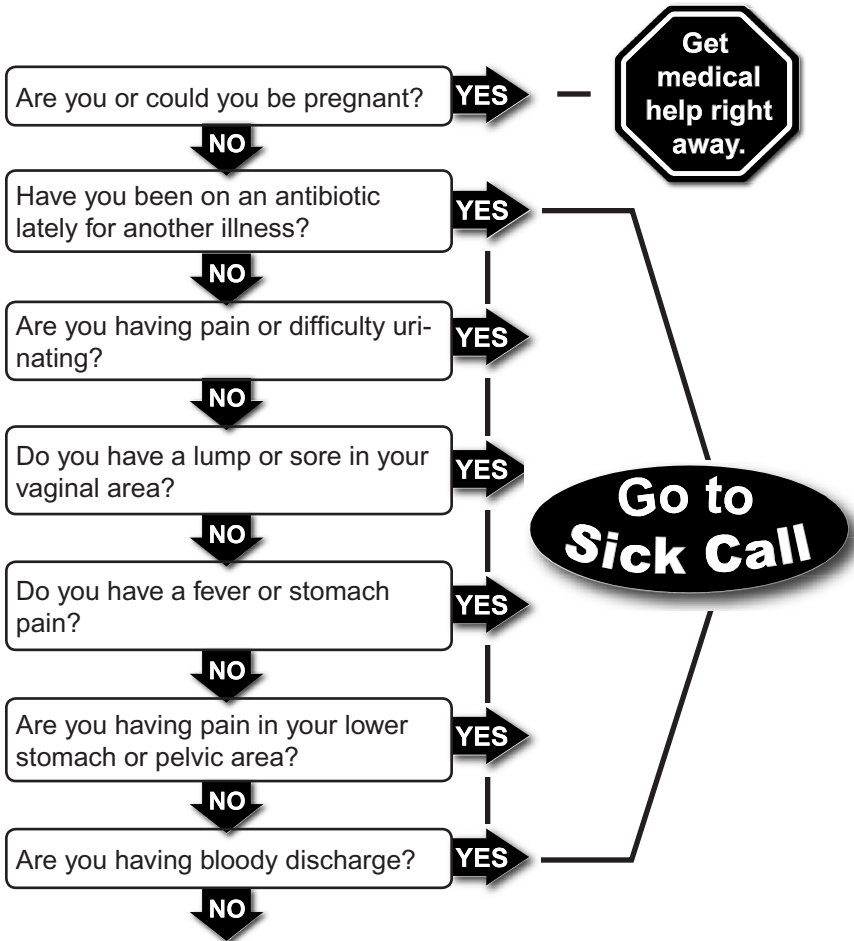 Get
medical
help right
away.
Are you or could you be pregnant?
YES
NO
Have you been on an antibiotic
lately for another illness?
YES
NO
Are you having pain or difficulty uri-
nating?
YES
NO
Do you have a lump or sore in your
vaginal area?
YES
NO
Go to
Sick Call
Do you have a fever or stomach
pain?
YES
NO
Are you having pain in your lower
stomach or pelvic area?
YES
NO
Are you having bloody discharge?
YES
NO